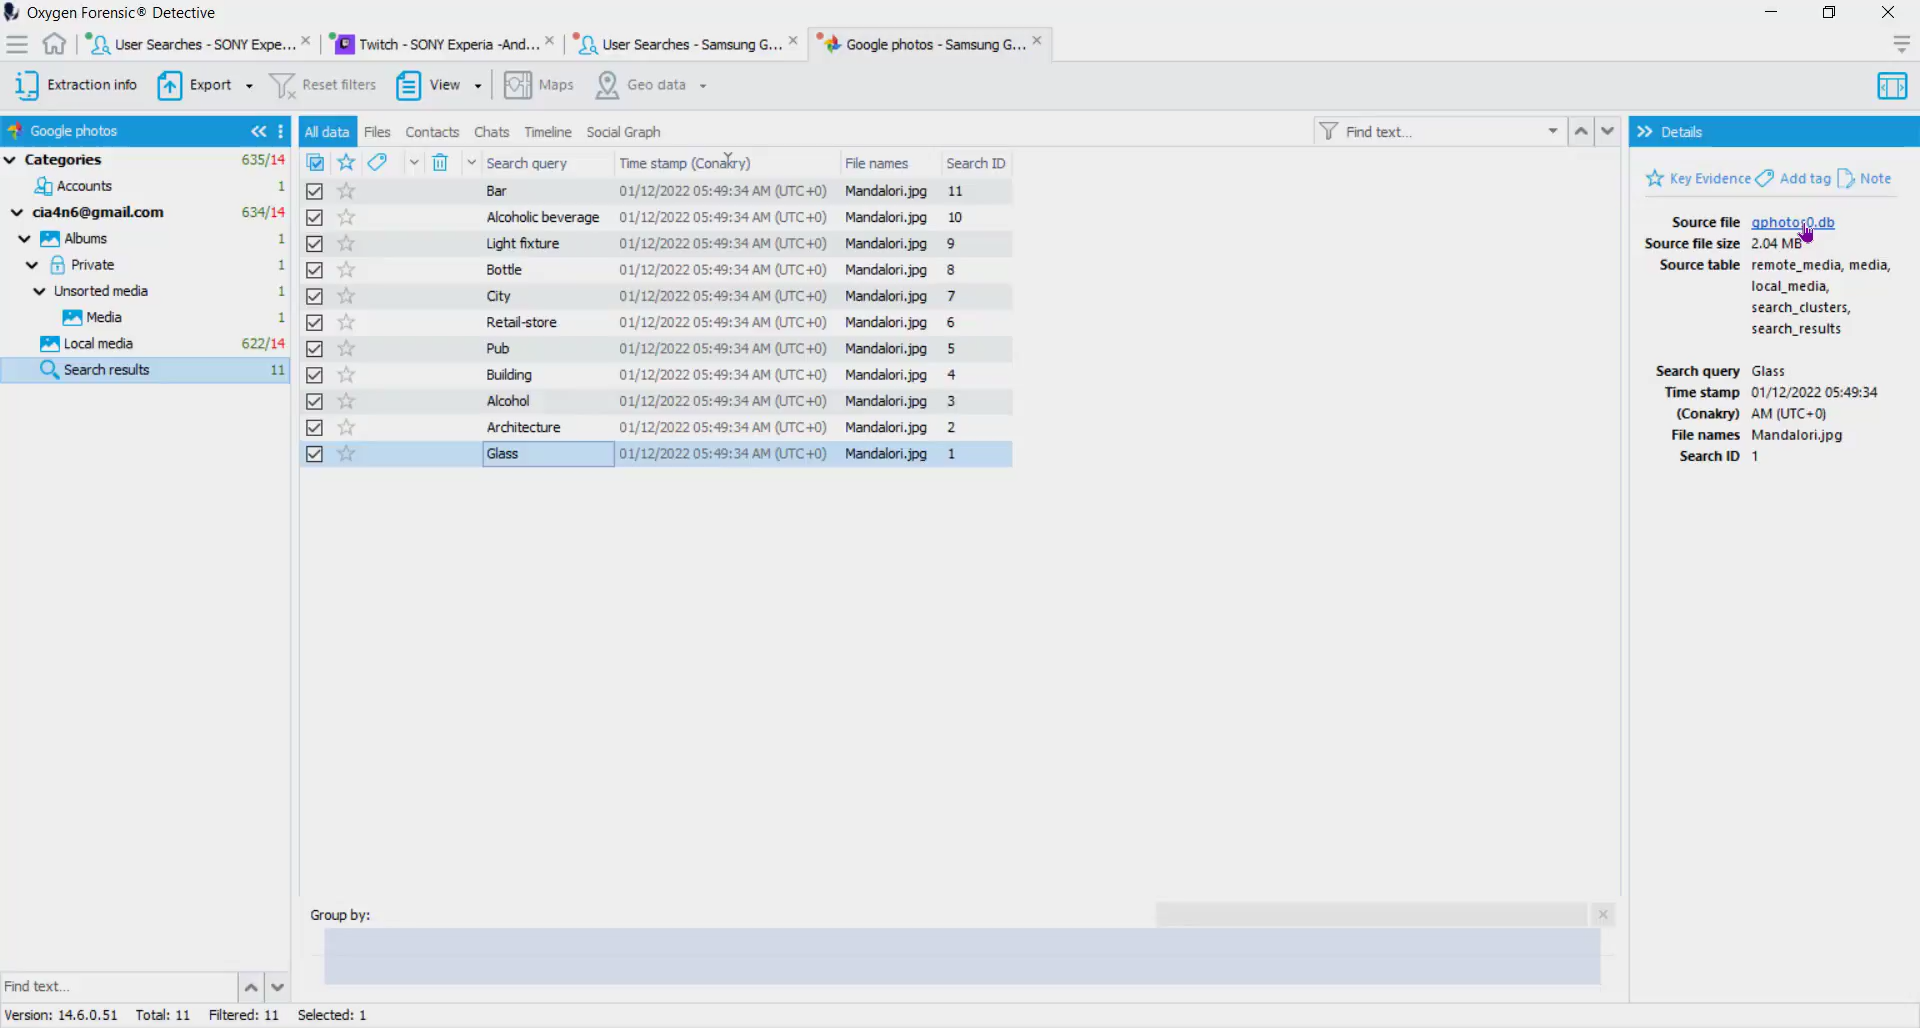 Oxygen Forensic® Detective
User Searches - SONY Expe...
Twitch - SONY Experia -And...
User Searches - Samsung G...
Google photos - Samsung G...
Extraction info
Export
Reset filters
View
Maps
Geo data
Google photos
Categories 635/14
Accounts 1
cia4n6@gmail.com 634/14
Albums 1
Private 1
Unsorted media 1
Media 1
Local media 622/14
Search results 11
Find text...
All data Files Contacts Chats Timeline Social Graph
Find text...
Search query Time stamp (Conakry) File names Search ID
Bar 01/12/2022 05:49:34 AM (UTC+0) Mandalori.jpg 11
Alcoholic beverage 01/12/2022 05:49:34 AM (UTC+0) Mandalori.jpg 10
Light fixture 01/12/2022 05:49:34 AM (UTC+0) Mandalori.jpg 9
Bottle 01/12/2022 05:49:34 AM (UTC+0) Mandalori.jpg 8
City 01/12/2022 05:49:34 AM (UTC+0) Mandalori.jpg 7
Retail-store 01/12/2022 05:49:34 AM (UTC+0) Mandalori.jpg 6
Pub 01/12/2022 05:49:34 AM (UTC+0) Mandalori.jpg 5
Building 01/12/2022 05:49:34 AM (UTC+0) Mandalori.jpg 4
Alcohol 01/12/2022 05:49:34 AM (UTC+0) Mandalori.jpg 3
Architecture 01/12/2022 05:49:34 AM (UTC+0) Mandalori.jpg 2
Glass 01/12/2022 05:49:34 AM (UTC+0) Mandalori.jpg 1
Group by:
Details
Key Evidence Add tag Note
Source file gphotos0.db
Source file size 2.04 MB
Source table remote_media, media,
local_media,
search_clusters,
search_results
Search query Glass
Time stamp 01/12/2022 05:49:34
(Conakry) AM (UTC+0)
File names Mandalori.jpg
Search ID 1
Version: 14.6.0.51 Total: 11 Filtered: 11 Selected: 1